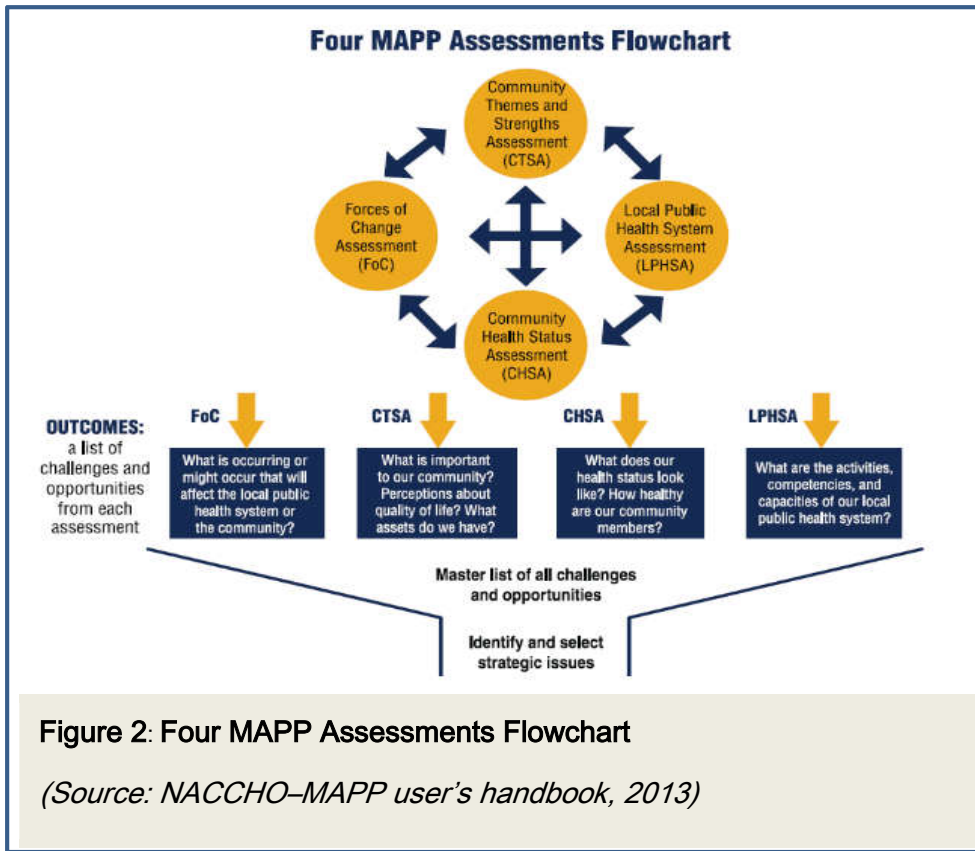 Four MAPP Assessments Flowchart
Community
Themes and
Strengths
Assessment
(CTSA)
Forces of
Change
Assessment
(FoC)
Local Public
Health System
Assessment
(LPHSA)
Community
Health Status
Assessment
(CHSA)
OUTCOMES:
a list of
challenges and
opportunities
from each
assessment
FoC
What is occurring or
might occur that will
affect the local public
health system or
the community?
CTSA
What is important
to our community?
Perceptions about
quality of life? What
assets do we have?
CHSA
What does our
health status look
like? How healthy
are our community
members?
LPHSA
What are the activities,
competencies, and
capacities of our local
public health system?
Master list of all challenges
and opportunities
Identify and select
strategic issues
Figure 2: Four MAPP Assessments Flowchart
(Source: NACCHO–MAPP user's handbook, 2013)